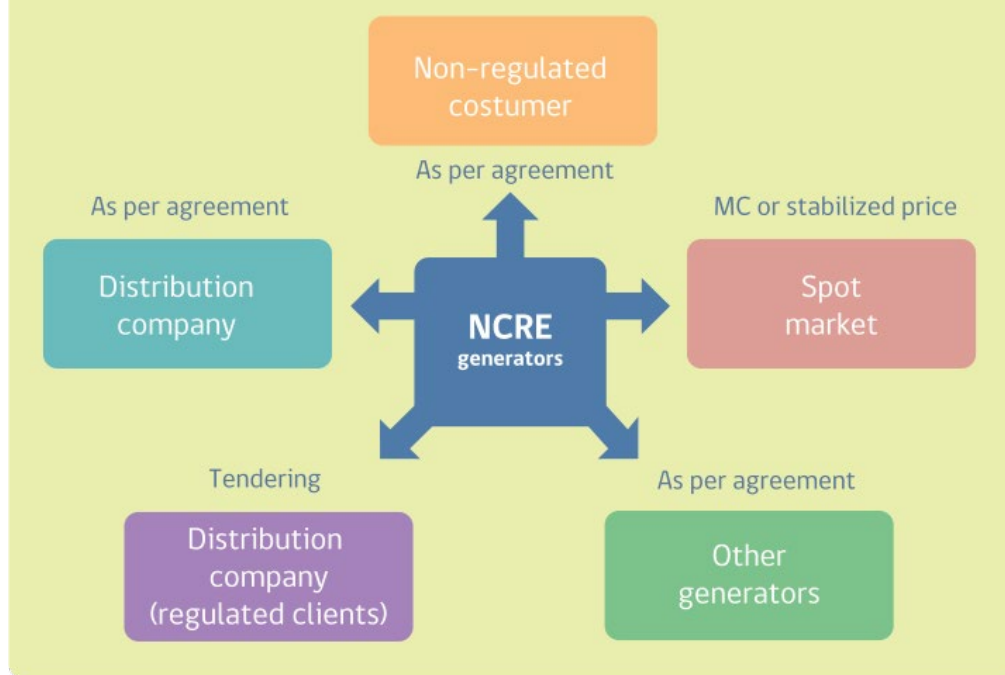 Non-regulated
costumer
As per agreement
As per agreement
Distribution
company
MC or stabilized price
Spot
market
NCRE
generators
Tendering
Distribution
company
(regulated clients)
As per agreement
Other
generators